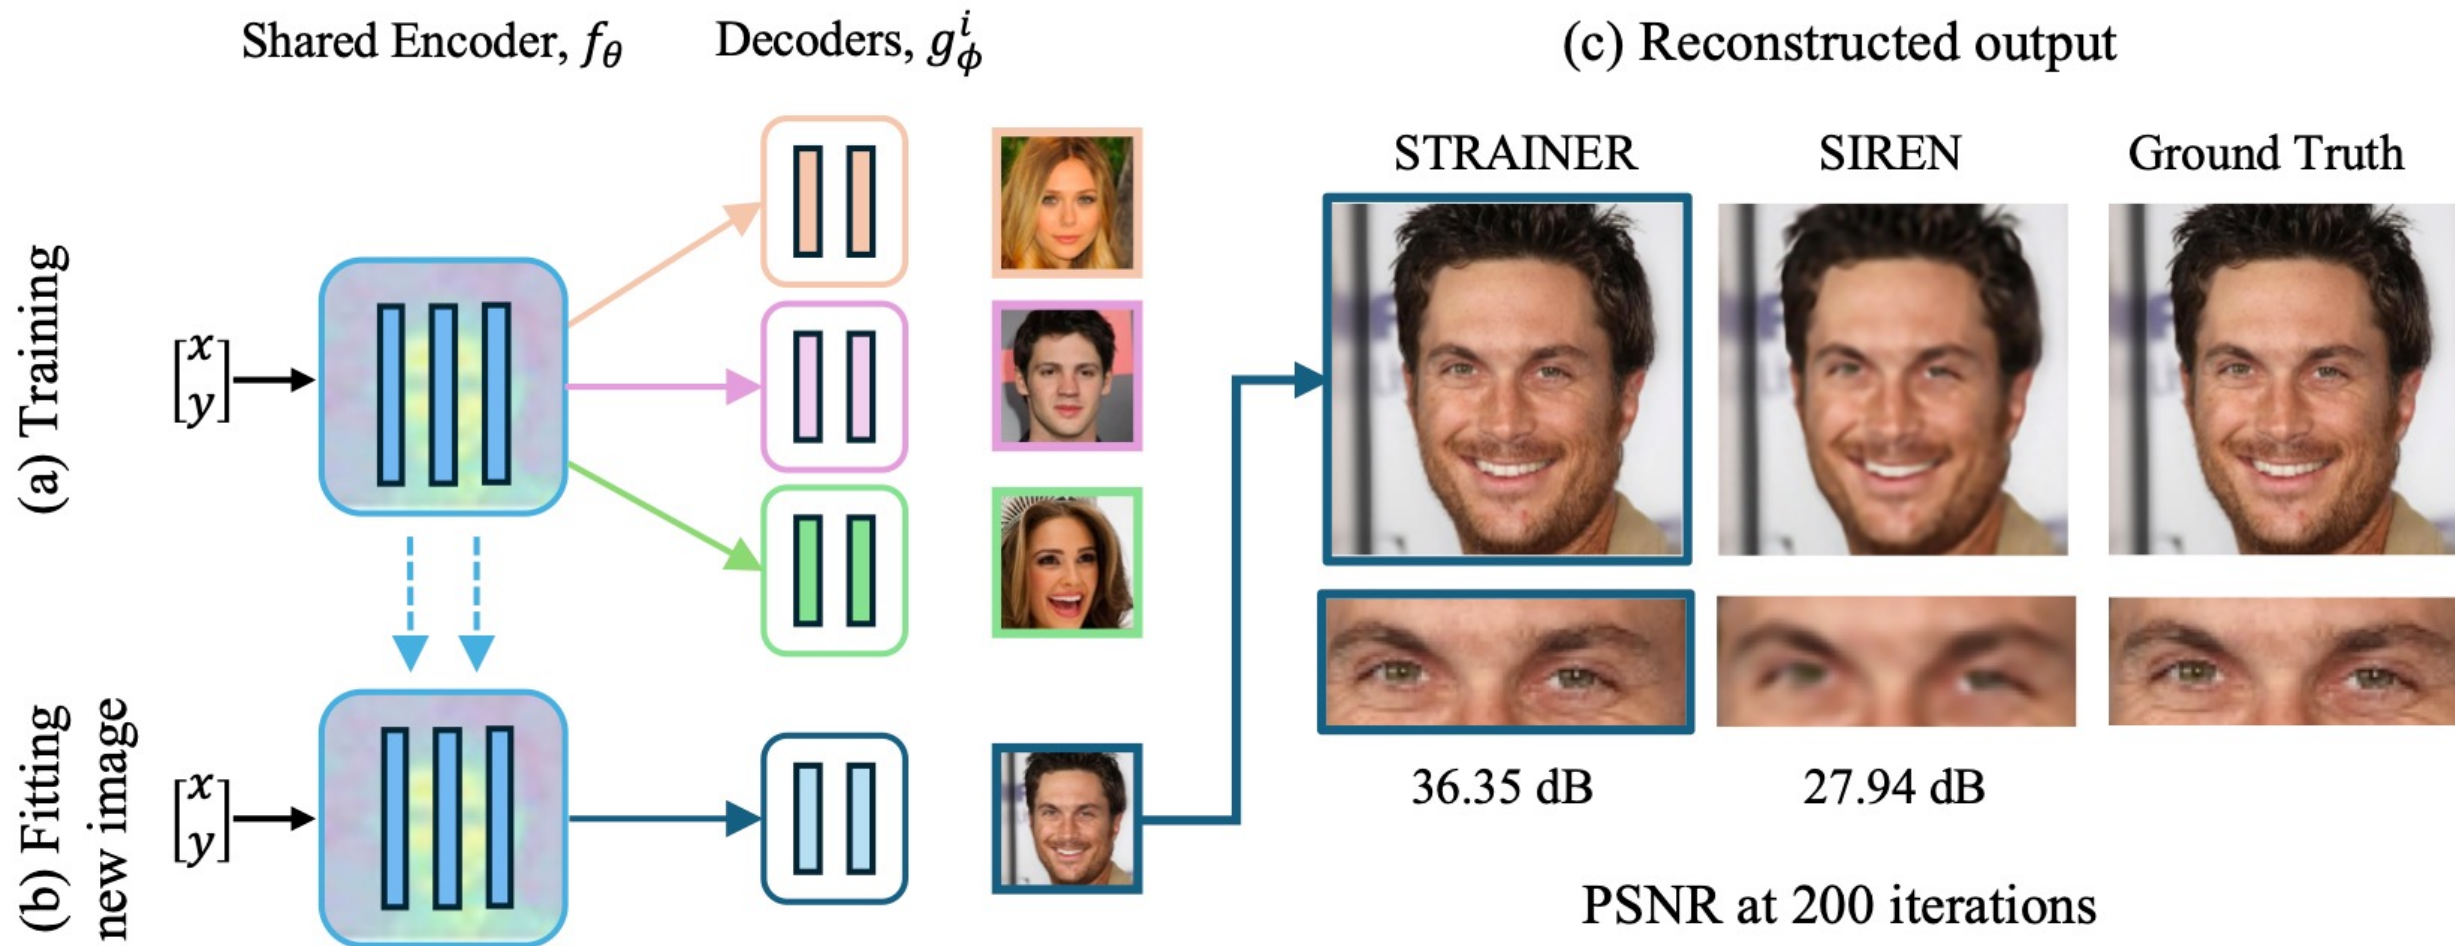 Shared Encoder, f_θ
Decoders, g^i_ϕ
(c) Reconstructed output
STRAINER
SIREN
Ground Truth
(a) Training
[x
y]
(b) Fitting
new image
[x
y]
36.35 dB
27.94 dB
PSNR at 200 iterations